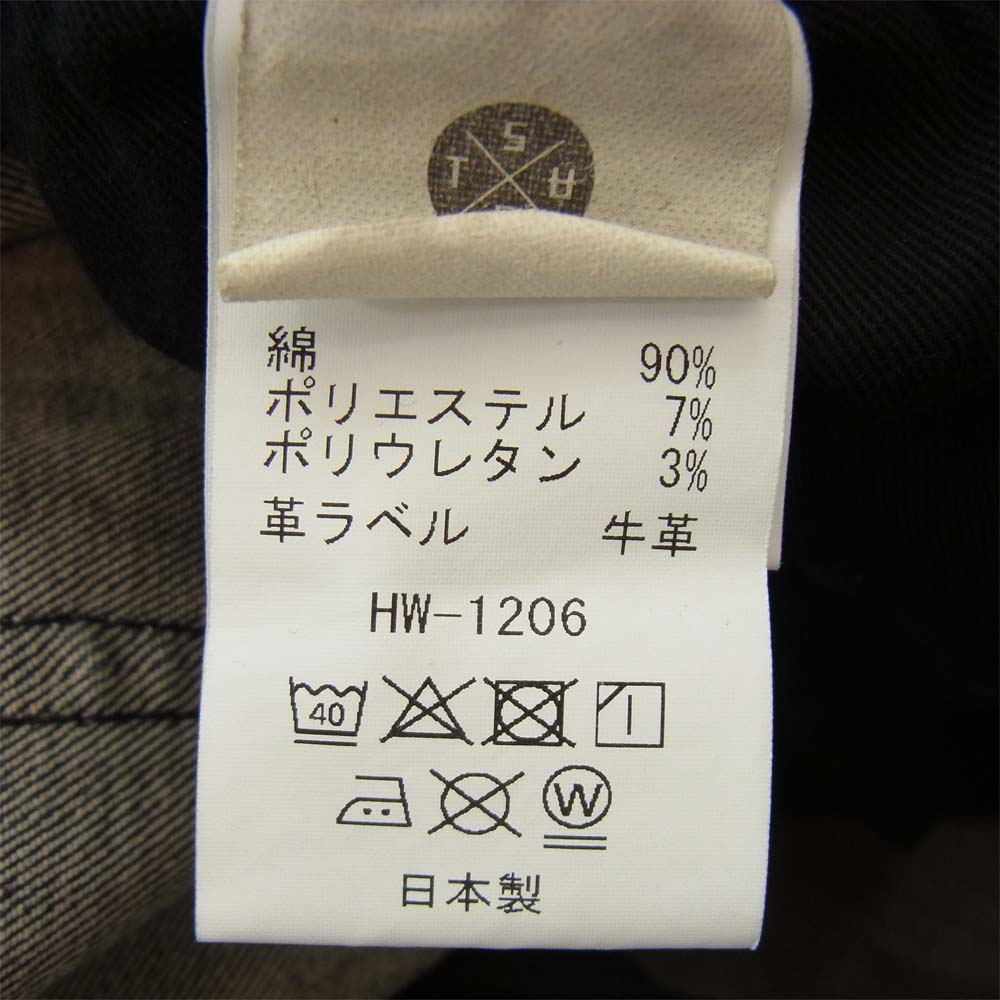 S
T A
綿 90%
ポリエステル 7%
ポリウレタン 3%
革ラベル 牛革
HW-1206
40
W
日本製